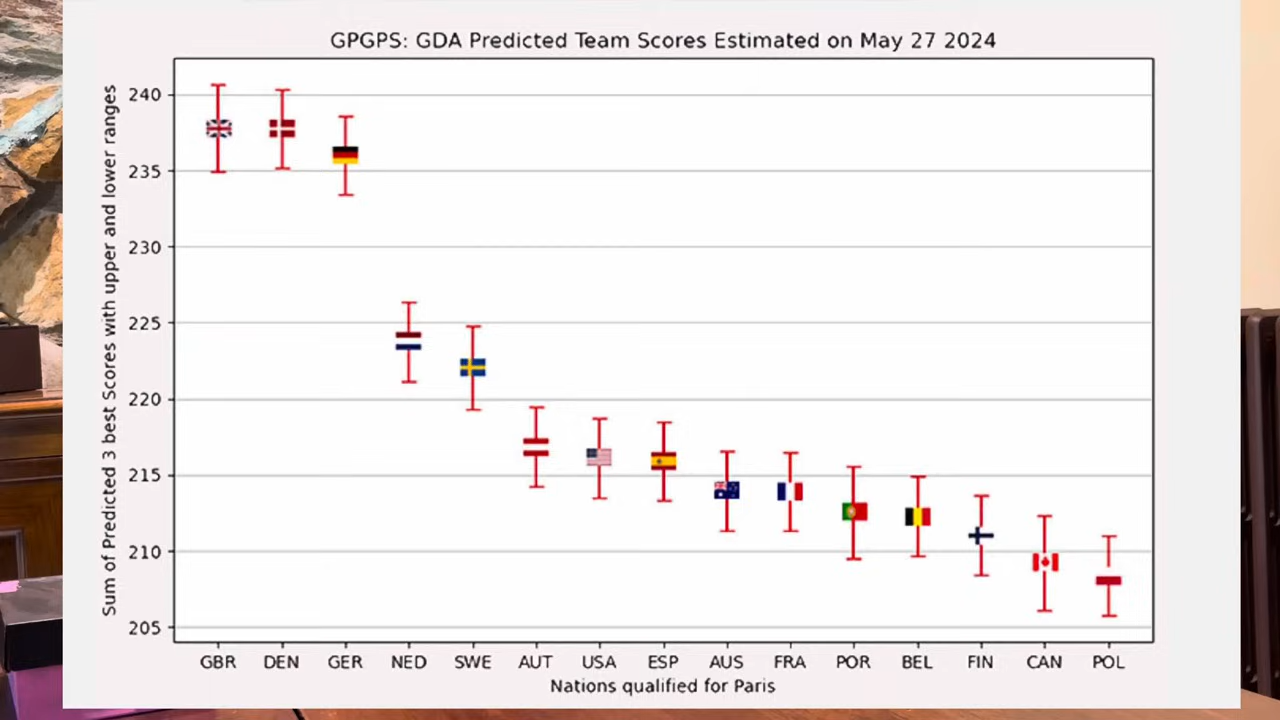 GPGPS: GDA Predicted Team Scores Estimated on May 27 2024
Sum of Predicted 3 best Scores with upper and lower ranges
240
235
230
225
220
215
210
205
GBR DEN GER NED SWE AUT USA ESP AUS FRA POR BEL FIN CAN POL
Nations qualified for Paris